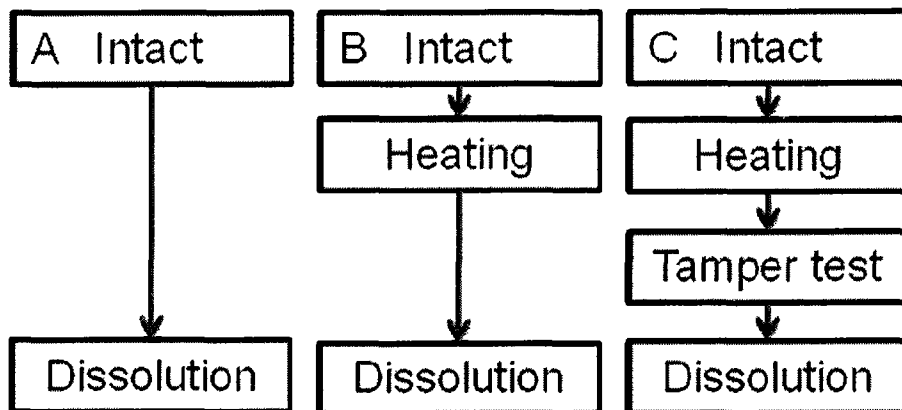 A Intact
Dissolution
B Intact
Heating
Dissolution
C Intact
Heating
Tamper test
Dissolution